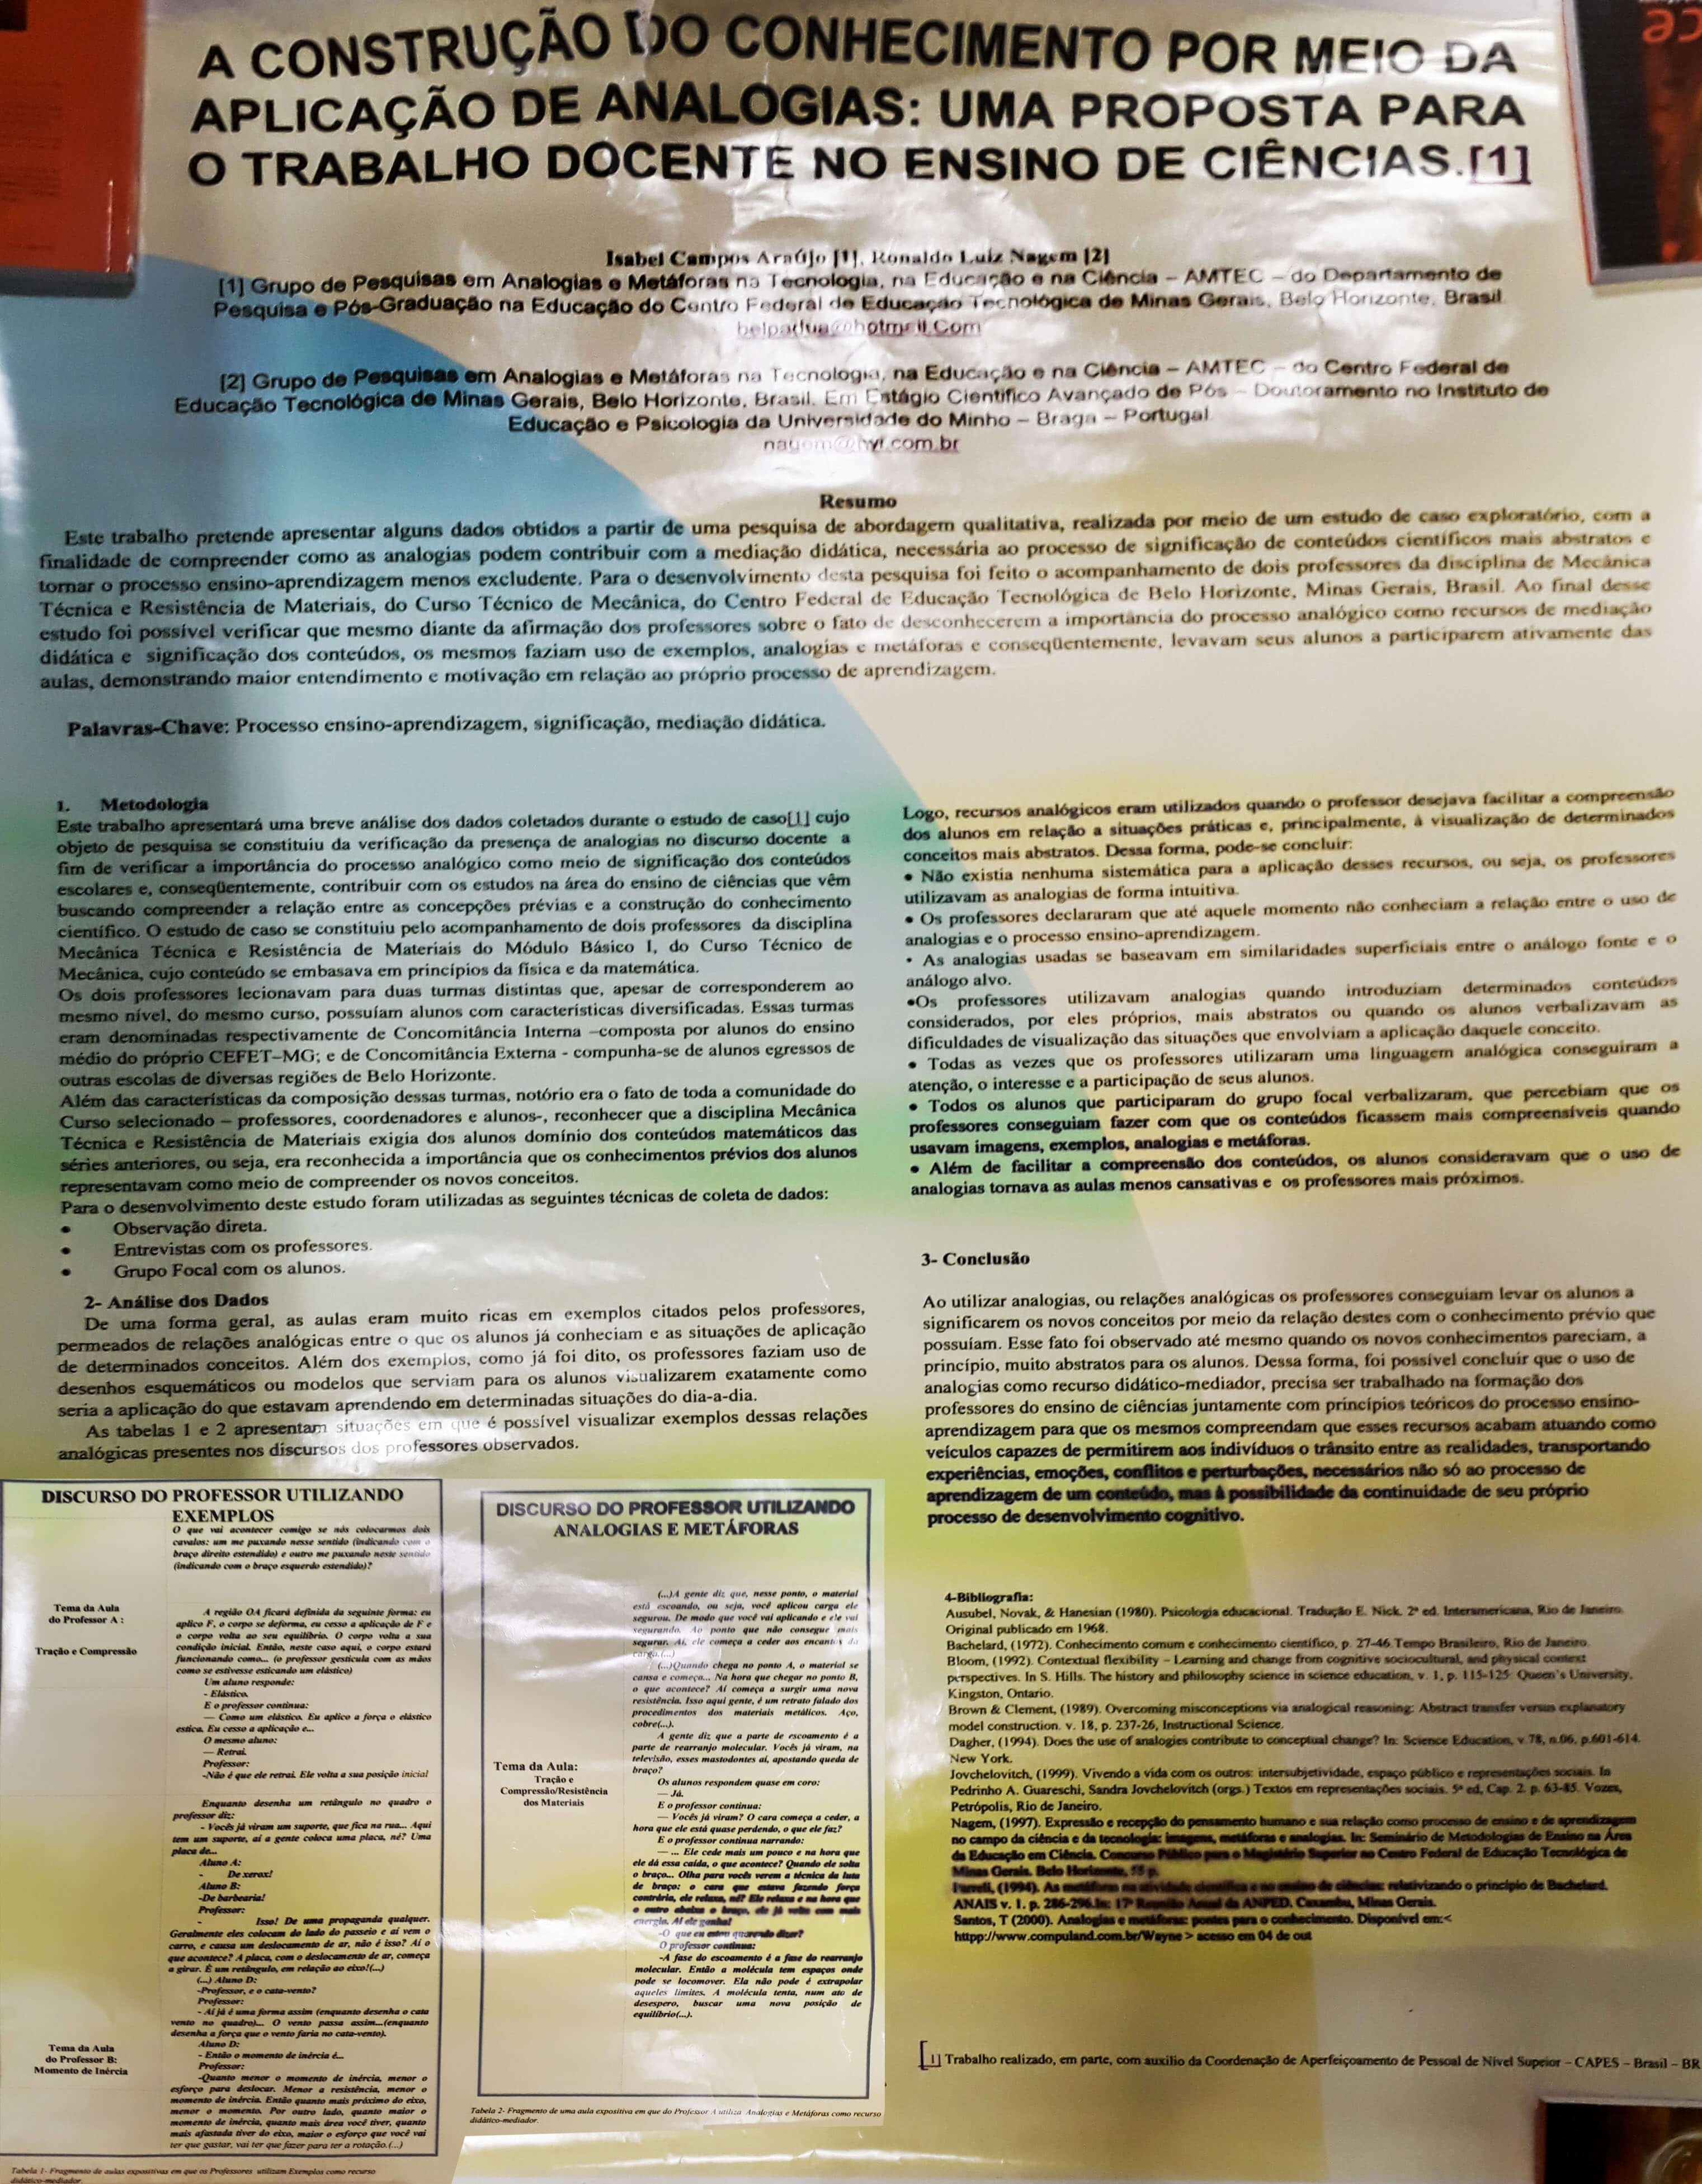 A CONSTRUÇÃO DO CONHECIMENTO POR MEIO DA
APLICAÇÃO DE ANALOGIAS: UMA PROPOSTA PARA
O TRABALHO DOCENTE NO ENSINO DE CIÊNCIAS.[1]
Isabel Campos Araújo [1], Ronaldo Luiz Nagem [2]
[1] Grupo de Pesquisas em Analogias e Metáforas na Tecnologia, na Educação e na Ciência – AMTEC – do Departamento de
Pesquisa e Pós-Graduação na Educação do Centro Federal de Educação Tecnológica de Minas Gerais, Belo Horizonte, Brasil
belpadua@hotmail.Com
[2] Grupo de Pesquisas em Analogias e Metáforas na Tecnologia, na Educação e na Ciência – AMTEC – do Centro Federal de
Educação Tecnológica de Minas Gerais, Belo Horizonte, Brasil. Em Estágio Científico Avançado de Pós – Doutoramento no Instituto de
Educação e Psicologia da Universidade do Minho – Braga – Portugal
Resumo
Este trabalho pretende apresentar alguns dados obtidos a partir de uma pesquisa de abordagem qualitativa, realizada por meio de um estudo de caso exploratório, com a
finalidade de compreender como as analogias podem contribuir com a mediação didática, necessária ao processo de significação de conteúdos científicos mais abstratos e
tornar o processo ensino-aprendizagem menos excludente. Para o desenvolvimento desta pesquisa foi feito o acompanhamento de dois professores da disciplina de Mecânica
Técnica e Resistência de Materiais, do Curso Técnico de Mecânica, do Centro Federal de Educação Tecnológica de Belo Horizonte, Minas Gerais, Brasil. Ao final desse
estudo foi possível verificar que mesmo diante da afirmação dos professores sobre o fato de desconhecerem a importância do processo analógico como recursos de mediação
didática e significação dos conteúdos, os mesmos faziam uso de exemplos, analogias e metáforas e conseqüentemente, levavam seus alunos a participarem ativamente das
aulas, demonstrando maior entendimento e motivação em relação ao próprio processo de aprendizagem.
Palavras-Chave: Processo ensino-aprendizagem, significação, mediação didática.
1. Metodologia
Este trabalho apresentará uma breve análise dos dados coletados durante o estudo de caso[1] cujo
objeto de pesquisa se constituiu da verificação da presença de analogias no discurso docente a
fim de verificar a importância do processo analógico como meio de significação dos conteúdos
escolares e, conseqüentemente, contribuir com os estudos na área do ensino de ciências que vêm
buscando compreender a relação entre as concepções prévias e a construção do conhecimento
científico. O estudo de caso se constituiu pelo acompanhamento de dois professores da disciplina
Mecânica Técnica e Resistência de Materiais do Módulo Básico I, do Curso Técnico de
Mecânica, cujo conteúdo se embasava em princípios da física e da matemática.
Os dois professores lecionavam para duas turmas distintas que, apesar de corresponderem ao
mesmo nível, do mesmo curso, possuíam alunos com características diversificadas. Essas turmas
eram denominadas respectivamente de Concomitância Interna –composta por alunos do ensino
médio do próprio CEFET–MG; e de Concomitância Externa - compunha-se de alunos egressos de
outras escolas de diversas regiões de Belo Horizonte.
Além das características da composição dessas turmas, notório era o fato de toda a comunidade do
Curso selecionado – professores, coordenadores e alunos-, reconhecer que a disciplina Mecânica
Técnica e Resistência de Materiais exigia dos alunos domínio dos conteúdos matemáticos das
séries anteriores, ou seja, era reconhecida a importância que os conhecimentos prévios dos alunos
representavam como meio de compreender os novos conceitos.
Para o desenvolvimento deste estudo foram utilizadas as seguintes técnicas de coleta de dados:
• Observação direta.
• Entrevistas com os professores.
• Grupo Focal com os alunos.
2- Análise dos Dados
De uma forma geral, as aulas eram muito ricas em exemplos citados pelos professores,
permeados de relações analógicas entre o que os alunos já conheciam e as situações de aplicação
de determinados conceitos. Além dos exemplos, como já foi dito, os professores faziam uso de
desenhos esquemáticos ou modelos que serviam para os alunos visualizarem exatamente como
seria a aplicação do que estavam aprendendo em determinadas situações do dia-a-dia.
As tabelas 1 e 2 apresentam situações em que é possível visualizar exemplos dessas relações
analógicas presentes nos discursos dos professores observados.
DISCURSO DO PROFESSOR UTILIZANDO
EXEMPLOS
O que vai acontecer comigo se nós colocarmos dois
cavalos: um me puxando nesse sentido (indicando com o
braço direito estendido) e outro me puxando neste sentido
(indicando com o braço esquerdo estendido)?
Tema da Aula
do Professor A :
Tração e Compressão
A região OA ficará definida da seguinte forma: eu
aplico F, o corpo se deforma, eu cesso a aplicação de F e
o corpo volta ao seu equilíbrio. O corpo volta a sua
condição inicial. Então, neste caso aqui, o corpo estará
funcionando como... (o professor gesticula com as mãos
como se estivesse esticando um elástico)
Um aluno responde:
- Elástico.
E o professor continua:
— Como um elástico. Eu aplico a força o elástico
estica. Eu cesso a aplicação e...
O mesmo aluno:
— Retrai.
Professor:
-Não é que ele retrai. Ele volta a sua posição inicial
Enquanto desenha um retângulo no quadro o
professor diz:
- Vocês já viram um suporte, que fica na rua... Aqui
tem um suporte, aí a gente coloca uma placa, né? Uma
placa de...
Aluno A:
- De xerox!
Aluno B:
-De barbearia!
Professor:
- Isso! De uma propaganda qualquer.
Geralmente eles colocam do lado do passeio e aí vem o
carro, e causa um deslocamento de ar, não é isso? Aí o
que acontece? A placa, com o deslocamento de ar, começa
a girar. É um retângulo, em relação ao eixo!(...)
(...) Aluno D:
-Professor, e o cata-vento?
Professor:
- Aí já é uma forma assim (enquanto desenha o cata
vento no quadro)... O vento passa assim...(enquanto
desenha a força que o vento faria no cata-vento).
Aluno D:
- Então o momento de inércia é...
Professor:
-Quanto menor o momento de inércia, menor o
esforço para deslocar. Menor a resistência, menor o
momento de inércia. Então quanto mais próximo do eixo,
menor o momento. Por outro lado, quanto maior o
momento de inércia, quanto mais área você tiver, quanto
mais afastada tiver do eixo, maior o esforço que você vai
ter que gastar, vai ter que fazer para ter a rotação.(...)
Tema da Aula
do Professor B:
Momento de Inércia
Tabela 1- Fragmento de aulas expositivas em que os Professores utilizam Exemplos como recurso
didático-mediador.
DISCURSO DO PROFESSOR UTILIZANDO
ANALOGIAS E METÁFORAS
(...)A gente diz que, nesse ponto, o material
está escoando, ou seja, você aplicou carga ele
segurou. De modo que você vai aplicando e ele vai
segurando. Ao ponto que não consegue mais
segurar. Aí, ele começa a ceder aos encantos da
carga.(...)
(...)Quando chega no ponto A, o material se
cansa e começa... Na hora que chegar no ponto B,
o que acontece? Aí começa a surgir uma nova
resistência. Isso aqui gente, é um retrato falado dos
procedimentos dos materiais metálicos. Aço,
cobre(...).
A gente diz que a parte de escoamento é a
parte de rearranjo molecular. Vocês já viram, na
televisão, esses mastodontes aí, apostando queda de
braço?
Os alunos respondem quase em coro:
— Já.
E o professor continua:
— Vocês já viram? O cara começa a ceder, a
hora que ele está quase perdendo, o que ele faz?
E o professor continua narrando:
— ... Ele cede mais um pouco e na hora que
ele dá essa caída, o que acontece? Quando ele solta
o braço... Olha para vocês verem a técnica da luta
de braço: o cara que estava fazendo força
contrária, ele relaxa, né? Ele relaxa e na hora que
o outro abaixa o braço, ele já volta com mais
energia. Aí ele ganha!
-O que eu estou querendo dizer?
O professor continua:
-A fase do escoamento é a fase do rearranjo
molecular. Então a molécula tem espaços onde
pode se locomover. Ela não pode é extrapolar
aqueles limites. A molécula tenta, num ato de
desespero, buscar uma nova posição de
equilíbrio(...).
Tema da Aula:
Tração e
Compressão/Resistência
dos Materiais
Tabela 2- Fragmento de uma aula expositiva em que do Professor A utiliza Analogias e Metáforas como recurso
didático-mediador.
Logo, recursos analógicos eram utilizados quando o professor desejava facilitar a compreensão
dos alunos em relação a situações práticas e, principalmente, à visualização de determinados
conceitos mais abstratos. Dessa forma, pode-se concluir:
• Não existia nenhuma sistemática para a aplicação desses recursos, ou seja, os professores
utilizavam as analogias de forma intuitiva.
• Os professores declararam que até aquele momento não conheciam a relação entre o uso de
analogias e o processo ensino-aprendizagem.
• As analogias usadas se baseavam em similaridades superficiais entre o análogo fonte e o
análogo alvo.
•Os professores utilizavam analogias quando introduziam determinados conteúdos
considerados, por eles próprios, mais abstratos ou quando os alunos verbalizavam as
dificuldades de visualização das situações que envolviam a aplicação daquele conceito.
• Todas as vezes que os professores utilizaram uma linguagem analógica conseguiram a
atenção, o interesse e a participação de seus alunos.
• Todos os alunos que participaram do grupo focal verbalizaram, que percebiam que os
professores conseguiam fazer com que os conteúdos ficassem mais compreensíveis quando
usavam imagens, exemplos, analogias e metáforas.
• Além de facilitar a compreensão dos conteúdos, os alunos consideravam que o uso de
analogias tornava as aulas menos cansativas e os professores mais próximos.
3- Conclusão
Ao utilizar analogias, ou relações analógicas os professores conseguiam levar os alunos a
significarem os novos conceitos por meio da relação destes com o conhecimento prévio que
possuíam. Esse fato foi observado até mesmo quando os novos conhecimentos pareciam, a
princípio, muito abstratos para os alunos. Dessa forma, foi possível concluir que o uso de
analogias como recurso didático-mediador, precisa ser trabalhado na formação dos
professores do ensino de ciências juntamente com princípios teóricos do processo ensino-
aprendizagem para que os mesmos compreendam que esses recursos acabam atuando como
veículos capazes de permitirem aos indivíduos o trânsito entre as realidades, transportando
experiências, emoções, conflitos e perturbações, necessários não só ao processo de
aprendizagem de um conteúdo, mas à possibilidade da continuidade de seu próprio
processo de desenvolvimento cognitivo.
4-Bibliografia:
Ausubel, Novak, & Hanesian (1980). Psicologia educacional. Tradução E. Nick. 2ª ed. Interamericana, Rio de Janeiro.
Original publicado em 1968.
Bachelard, (1972). Conhecimento comum e conhecimento científico, p. 27-46 Tempo Brasileiro, Rio de Janeiro.
Bloom, (1992). Contextual flexibility – Learning and change from cognitive sociocultural, and physical context
perspectives. In S. Hills. The history and philosophy science in science education, v. 1, p. 115-125 Queen's University,
Kingston, Ontario.
Brown & Clement, (1989). Overcoming misconceptions via analogical reasoning: Abstract transfer versus explanatory
model construction. v. 18, p. 237-26, Instructional Science.
Dagher, (1994). Does the use of analogies contribute to conceptual change? In: Science Education, v.78, n.06, p.601-614.
New York.
Jovchelovitch, (1999). Vivendo a vida com os outros: intersubjetividade, espaço público e representações sociais. In
Pedrinho A. Guareschi, Sandra Jovchelovitch (orgs.) Textos em representações sociais. 5ª ed, Cap. 2. p. 63-85. Vozes,
Petrópolis, Rio de Janeiro.
Nagem, (1997). Expressão e recepção do pensamento humano e sua relação como processo de ensino e de aprendizagem
no campo da ciência e da tecnologia: imagens, metáforas e analogias. In: Seminário de Metodologias de Ensino na Área
da Educação em Ciência. Concurso Público para o Magistério Superior no Centro Federal de Educação Tecnológica de
Minas Gerais. Belo Horizonte,
(1994). As metáforas na atividade científica e no ensino de ciências: relativizando o princípio de Bachelard.
ANAIS v. 1. p. 286-296.In: 17ª Reunião Anual da ANPED. Caxambu, Minas Gerais.
Santos, T (2000). Analogias e metáforas: pontes para o conhecimento. Disponível em:<
httpp://www.compuland.com.br/Wayne > acesso em 04 de out
[1] Trabalho realizado, em parte, com auxilio da Coordenação de Aperfeiçoamento de Pessoal de Nível Supeior – CAPES – Brasil – BR